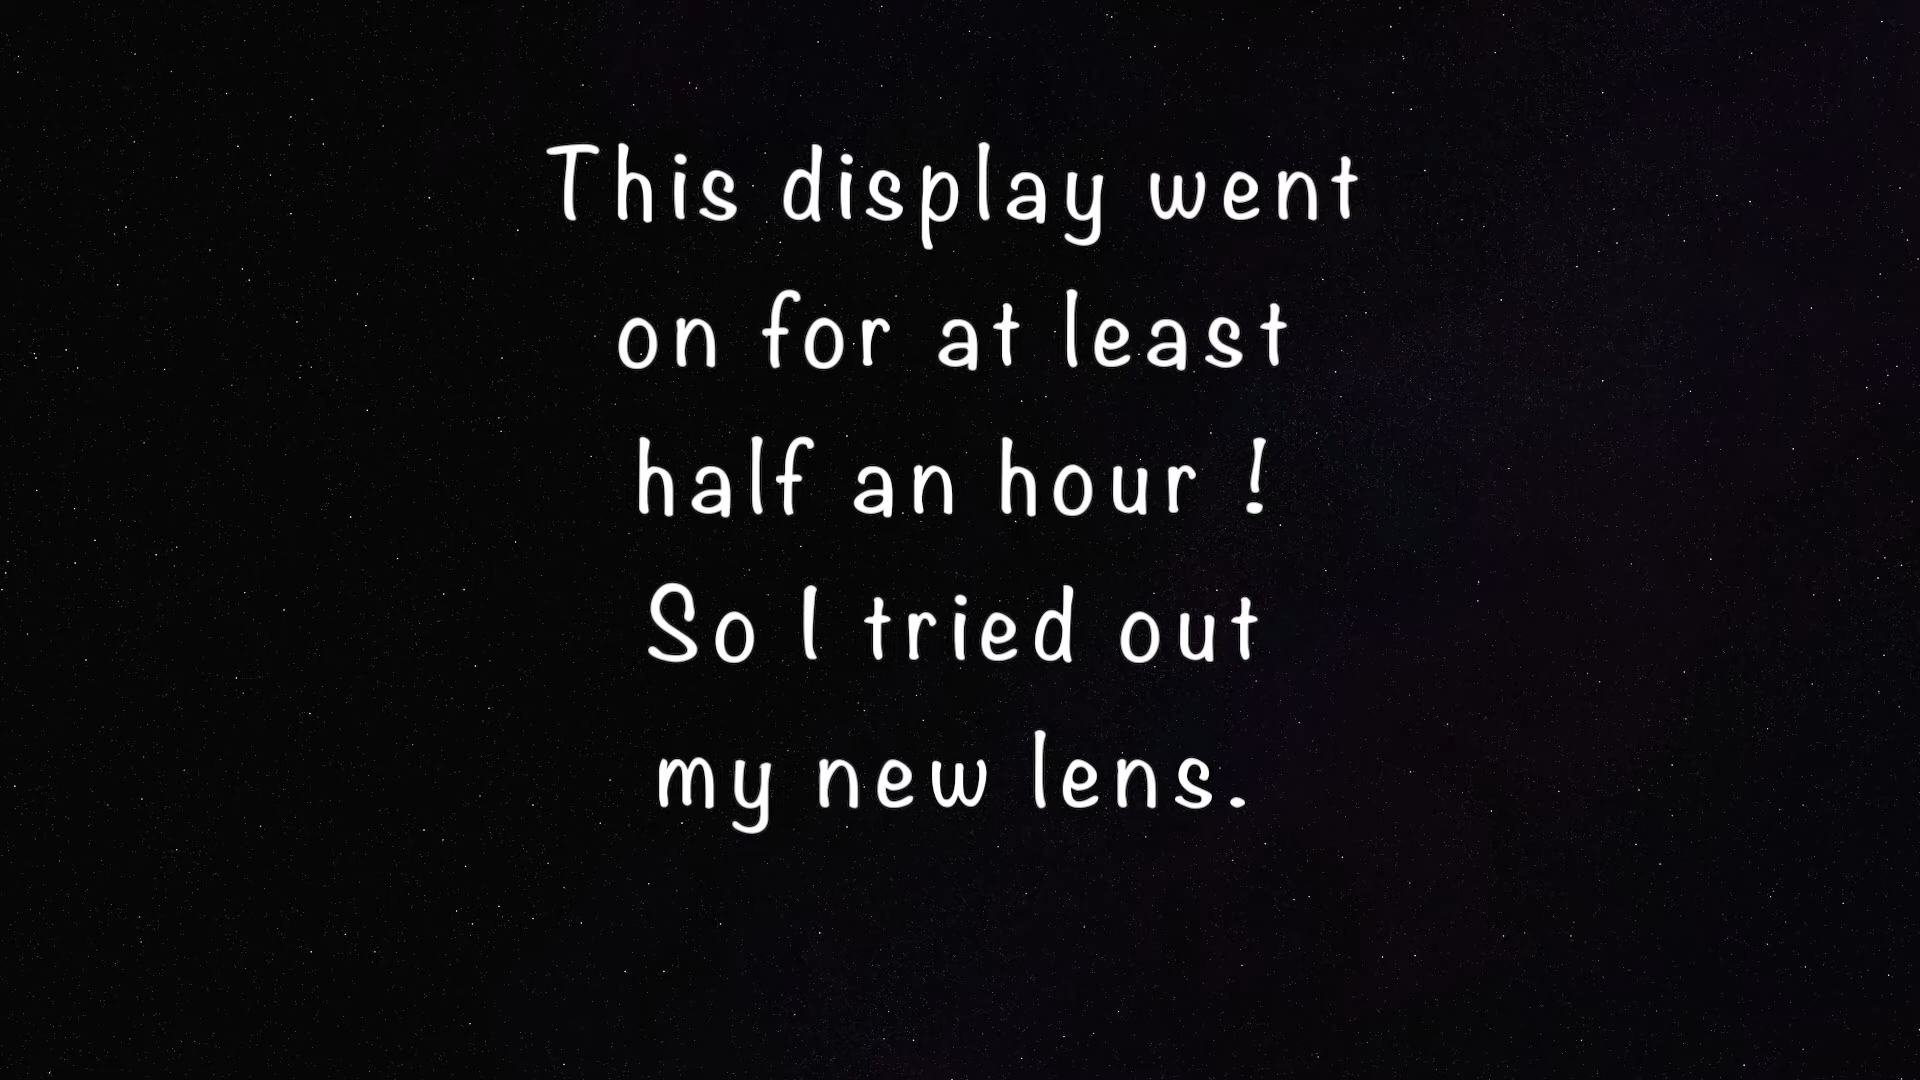 This display went
on for at least
half an hour !
So I tried out
my new lens.